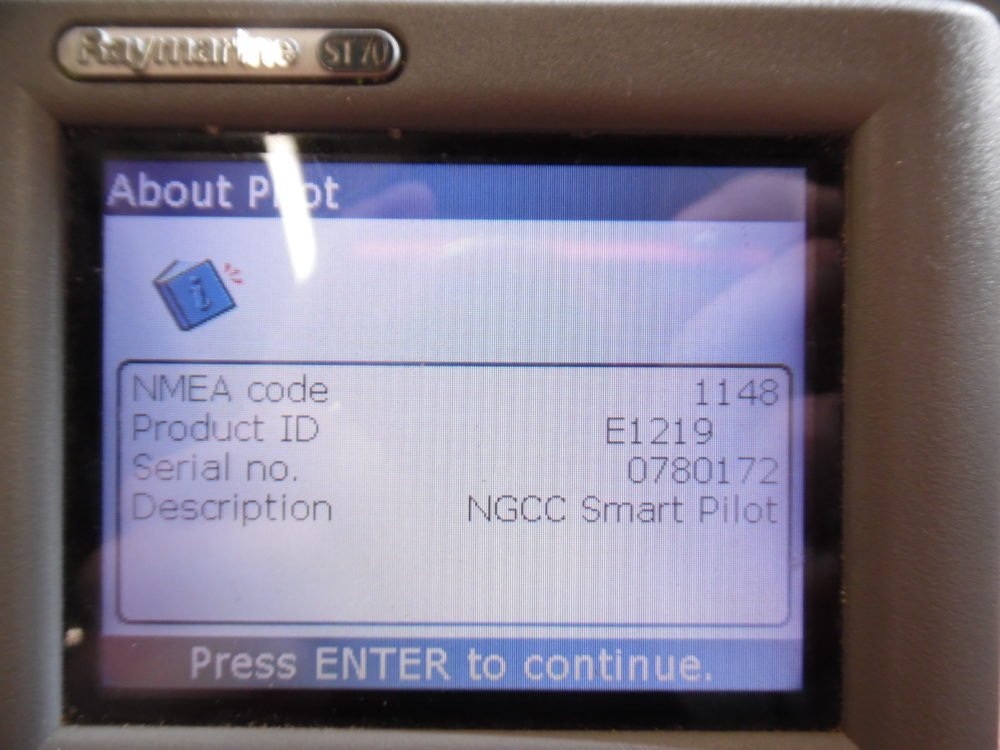 Raymarine ST70
About Pilot
i
NMEA code 1148
Product ID E1219
Serial no. 0780172
Description NGCC Smart Pilot
Press ENTER to continue.